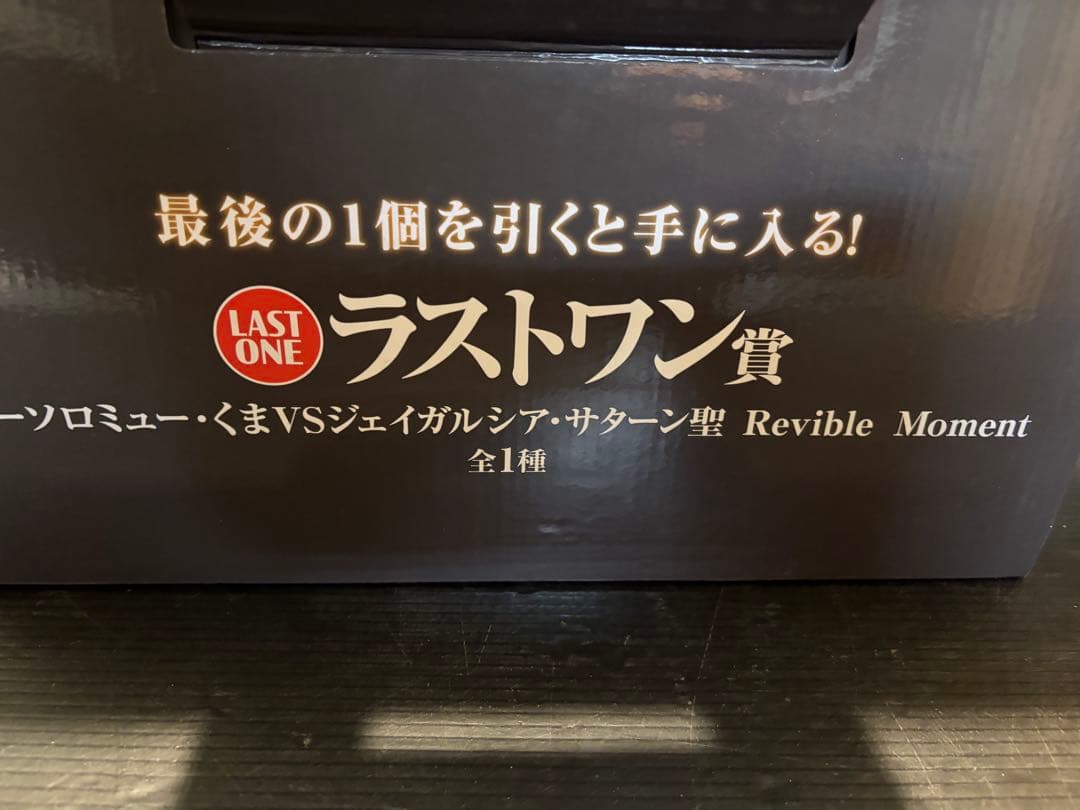 最後の1個を引くと手に入る!
LAST
ONE
ラストワン賞
ーソロミュー・くまVSジェイガルシア・サターン聖 Revible Moment
全1種